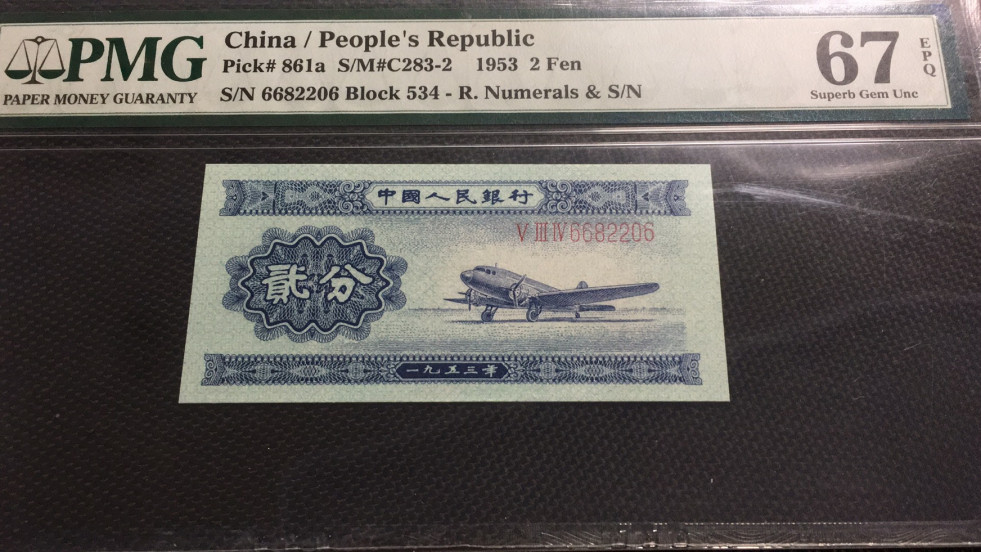 PMG
PAPER MONEY GUARANTY
China / People's Republic
Pick# 861a S/M#C283-2 1953 2 Fen
S/N 6682206 Block 534 - R. Numerals & S/N
67
EPQ
Superb Gem Unc
中國人民銀行
V III IV 6682206
貳分
一九五三年